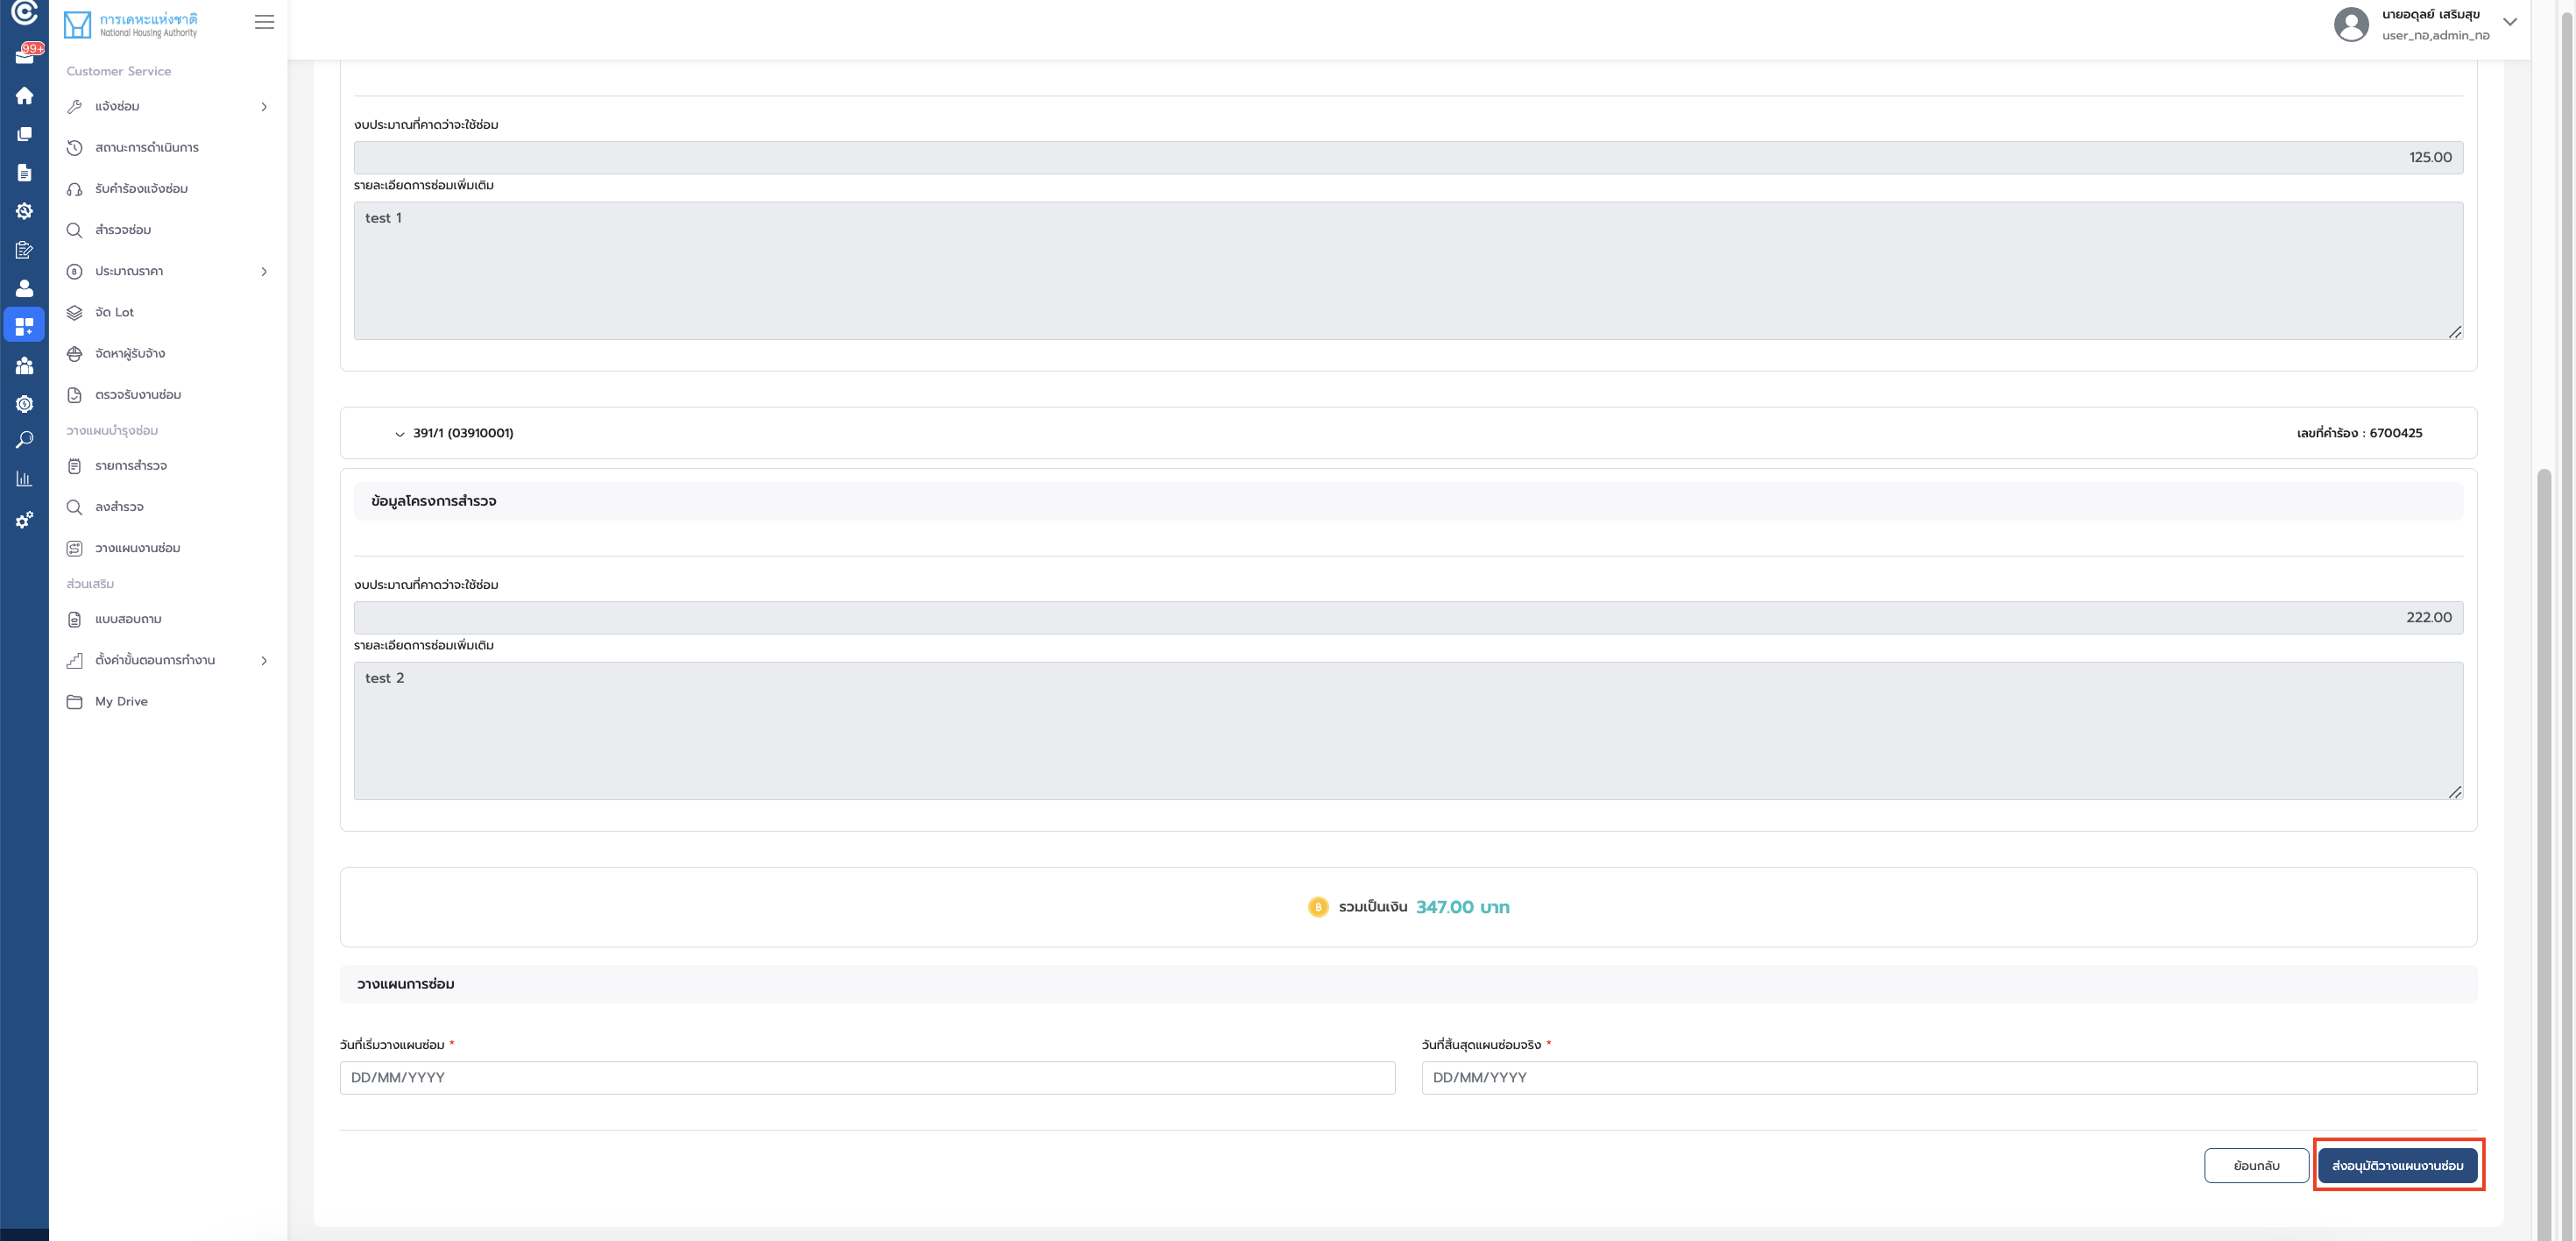 99+
การเคหะแห่งชาติ
National Housing Authority
Customer Service
แจ้งซ่อม
สถานะการดำเนินการ
รับคำร้องแจ้งซ่อม
สำรวจซ่อม
ประมาณราคา
จัด Lot
จัดหาผู้รับจ้าง
ตรวจรับงานซ่อม
วางแผนบำรุงซ่อม
รายการสำรวจ
ลงสำรวจ
วางแผนงานซ่อม
ส่วนเสริม
แบบสอบถาม
ตั้งค่าขั้นตอนการทำงาน
My Drive
นายอดุลย์ เสริมสุข
user_กอ,admin_กอ
งบประมาณที่คาดว่าจะใช้ซ่อม
125.00
รายละเอียดการซ่อมเพิ่มเติม
test 1
391/1 (03910001)
เลขที่คำร้อง : 6700425
ข้อมูลโครงการสำรวจ
งบประมาณที่คาดว่าจะใช้ซ่อม
222.00
รายละเอียดการซ่อมเพิ่มเติม
test 2
รวมเป็นเงิน 347.00 บาท
วางแผนการซ่อม
วันที่เริ่มวางแผนซ่อม *
DD/MM/YYYY
วันที่สิ้นสุดแผนซ่อมจริง *
DD/MM/YYYY
ย้อนกลับ
ส่งอนุมัติวางแผนงานซ่อม